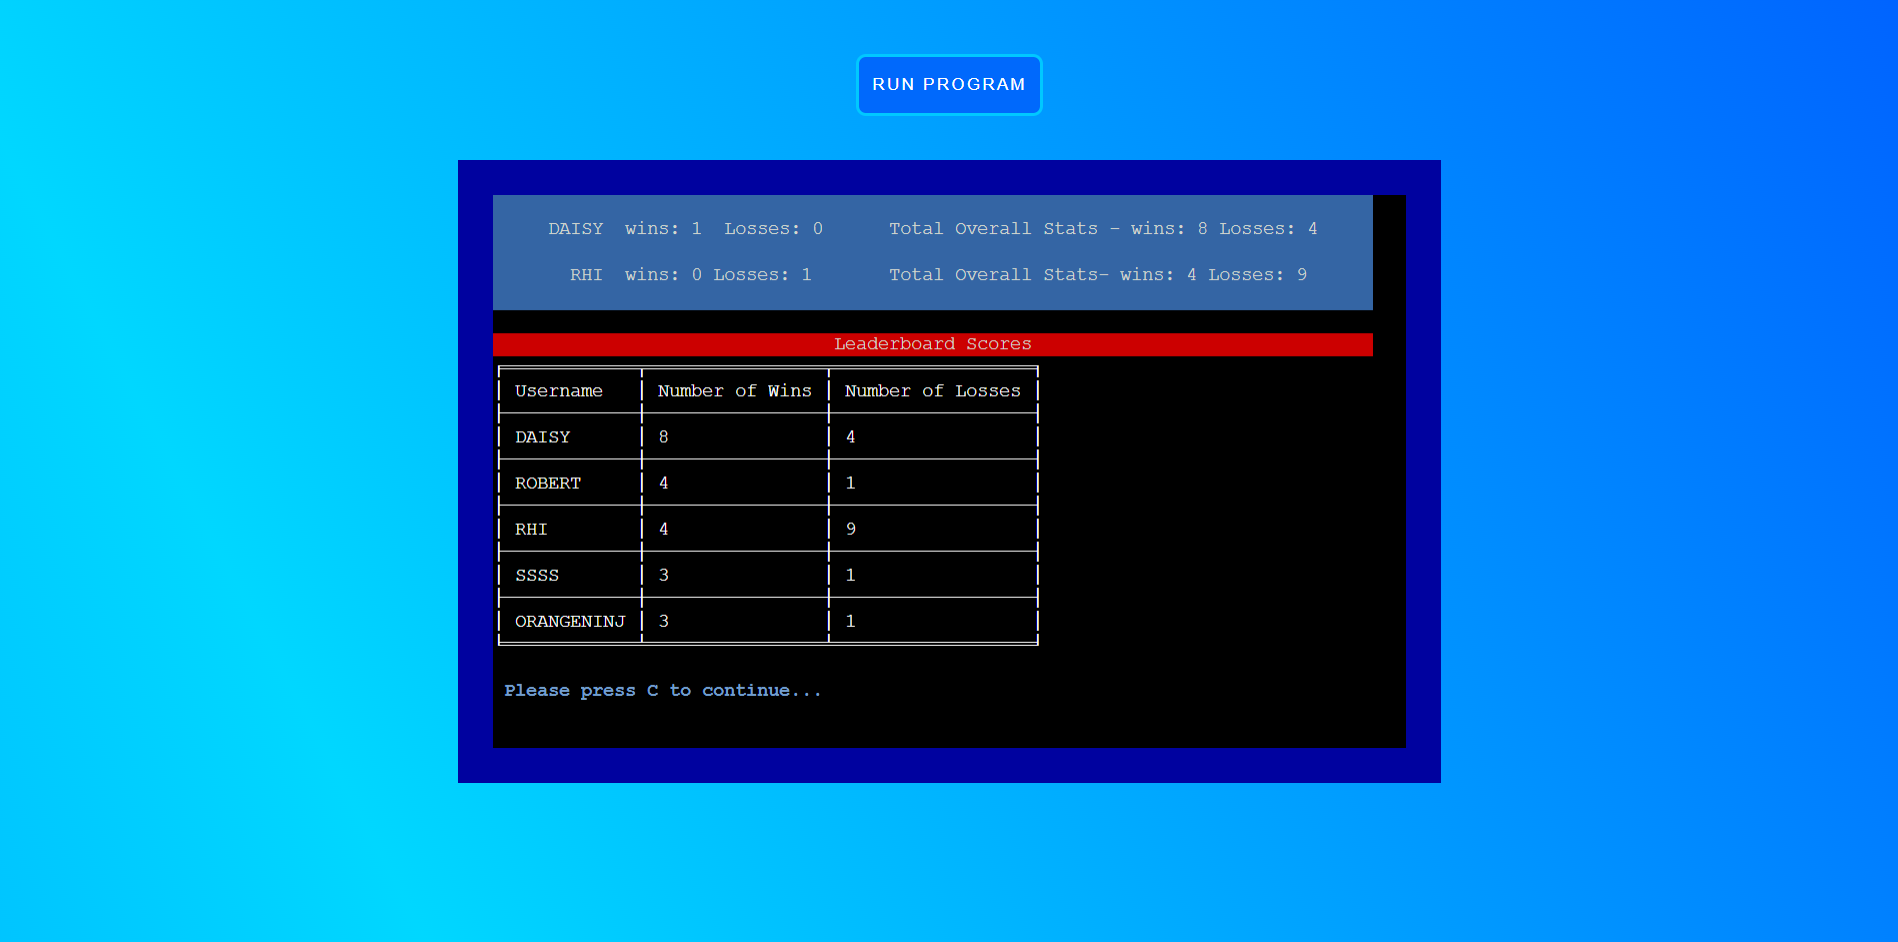 RUN PROGRAM
DAISY wins: 1 Losses: 0 Total Overall Stats - wins: 8 Losses: 4
RHI wins: 0 Losses: 1 Total Overall Stats- wins: 4 Losses: 9
Leaderboard Scores
Username Number of Wins Number of Losses
DAISY 8 4
ROBERT 4 1
RHI 4 9
SSSS 3 1
ORANGENINJ 3 1
Please press C to continue...